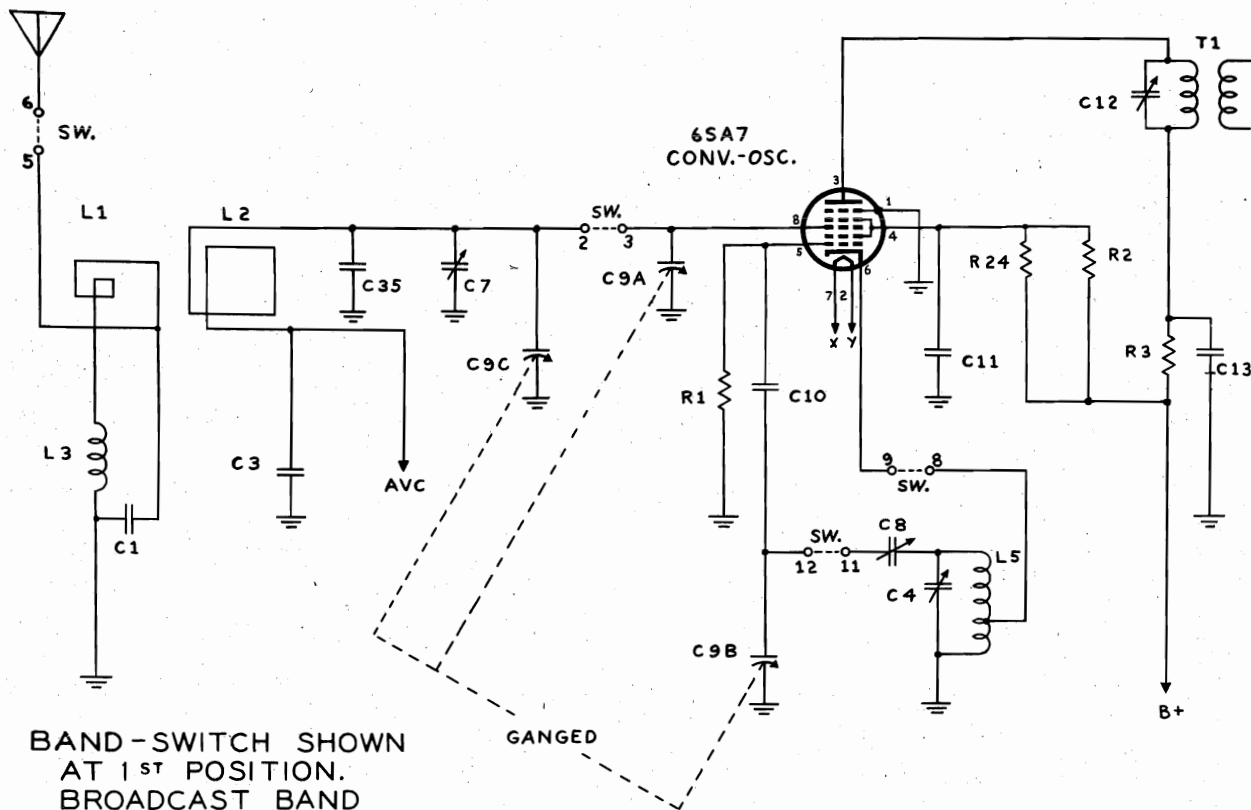 T1
C12
6SA7
CONV.-OSC.
6
SW.
5
L1
L2
3
1
8
4
5
6
7
2
X
Y
SW.
2
3
C35
C7
C9A
R24
R2
C9C
R1
C10
C11
R3
C13
L3
C3
AVC
C1
9
8
SW.
C8
SW.
12
11
L5
C4
C9B
B+
GANGED
BAND-SWITCH SHOWN
AT 1ST POSITION.
BROADCAST BAND